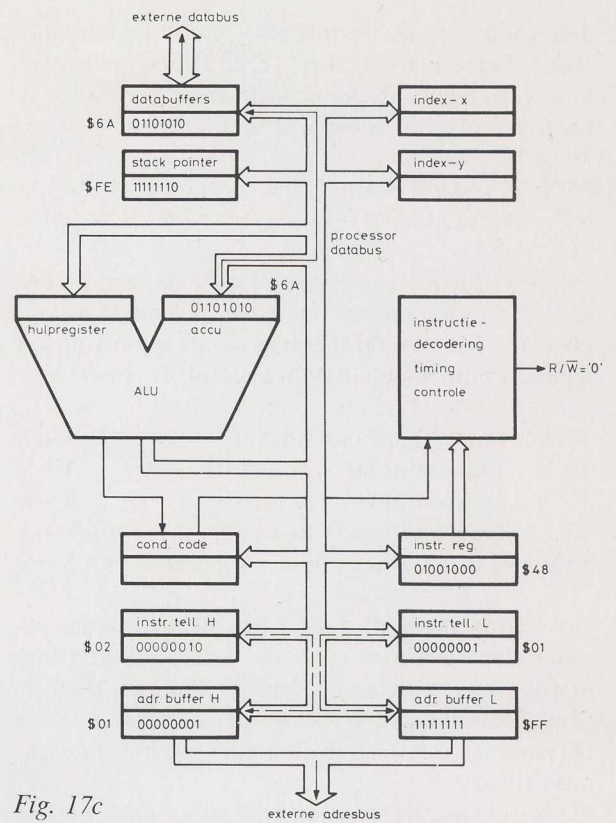 externe databus
databuffers
$6A 01101010
index-x
stack pointer
$FE 11111110
index-y
processor
databus
$6A
01101010
hulpregister
accu
ALU
instructie-
decodering
timing
controle
R/W̅='0'
cond. code
instr. reg.
01001000 $48
instr. tell. H
$02 00000010
instr. tell. L
00000001 $01
adr. buffer H
$01 00000001
adr. buffer L
11111111 $FF
externe adresbus
Fig. 17c